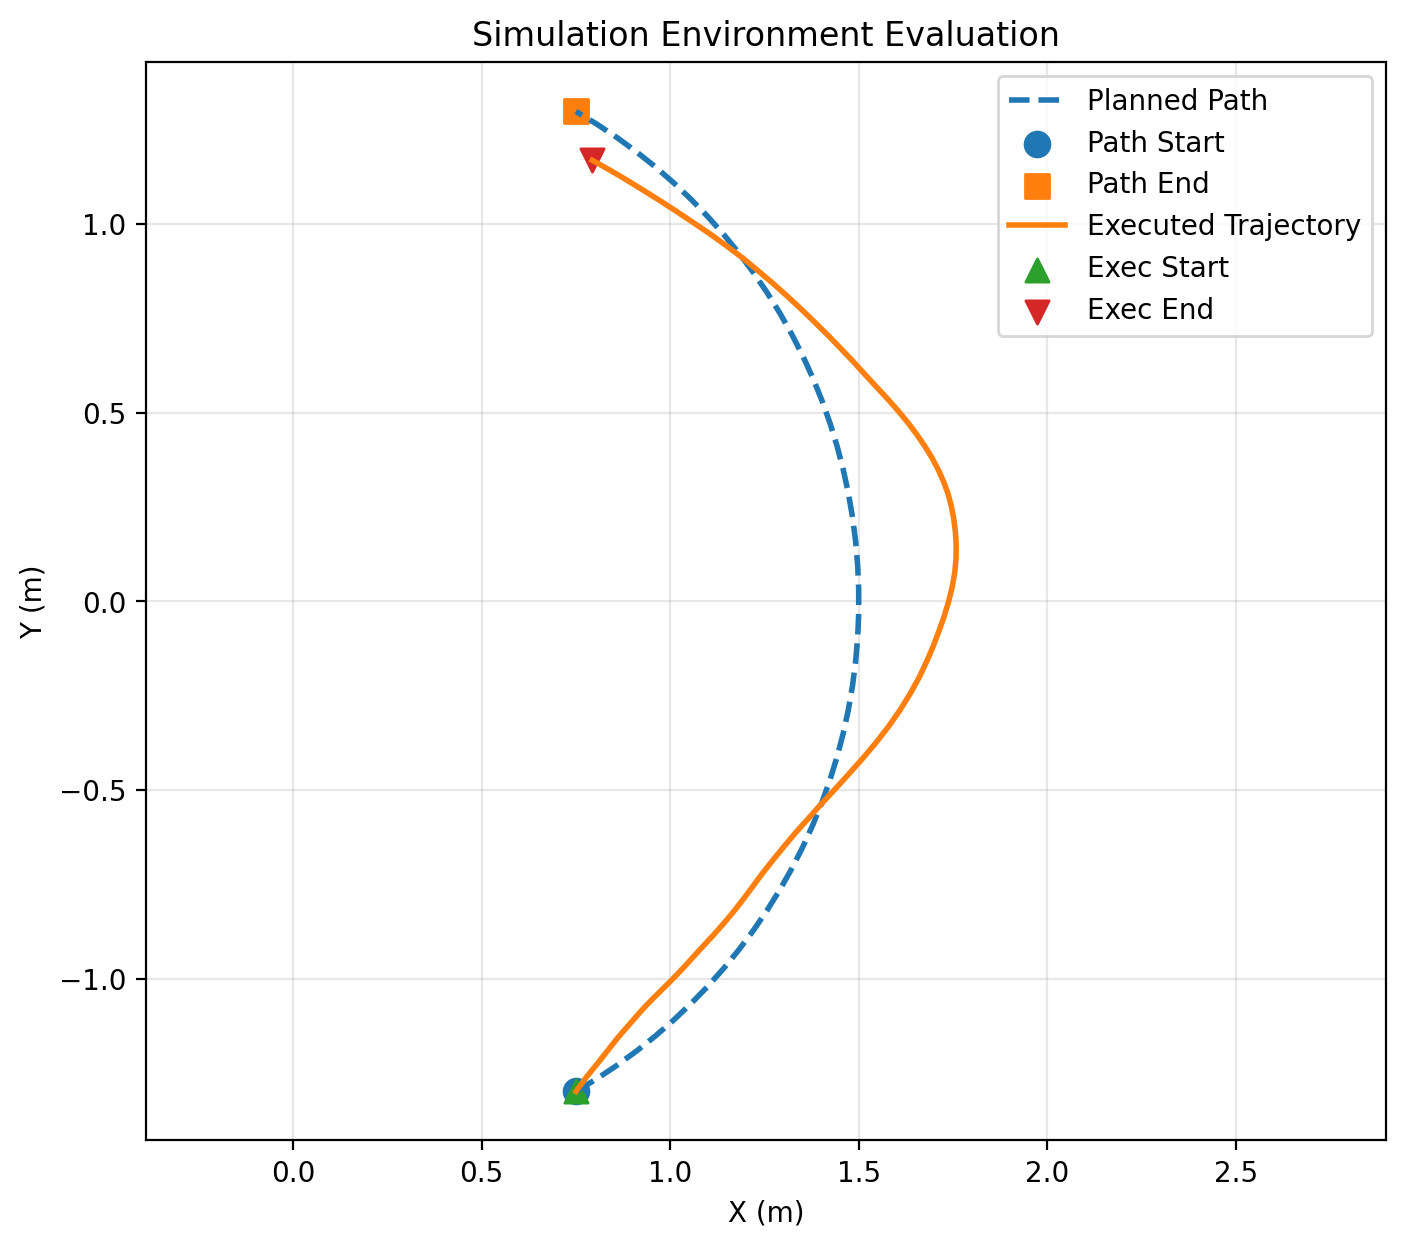 Simulation Environment Evaluation
Planned Path
Path Start
Path End
Executed Trajectory
Exec Start
Exec End
1.0
0.5
0.0
−0.5
−1.0
Y (m)
0.0
0.5
1.0
1.5
2.0
2.5
X (m)